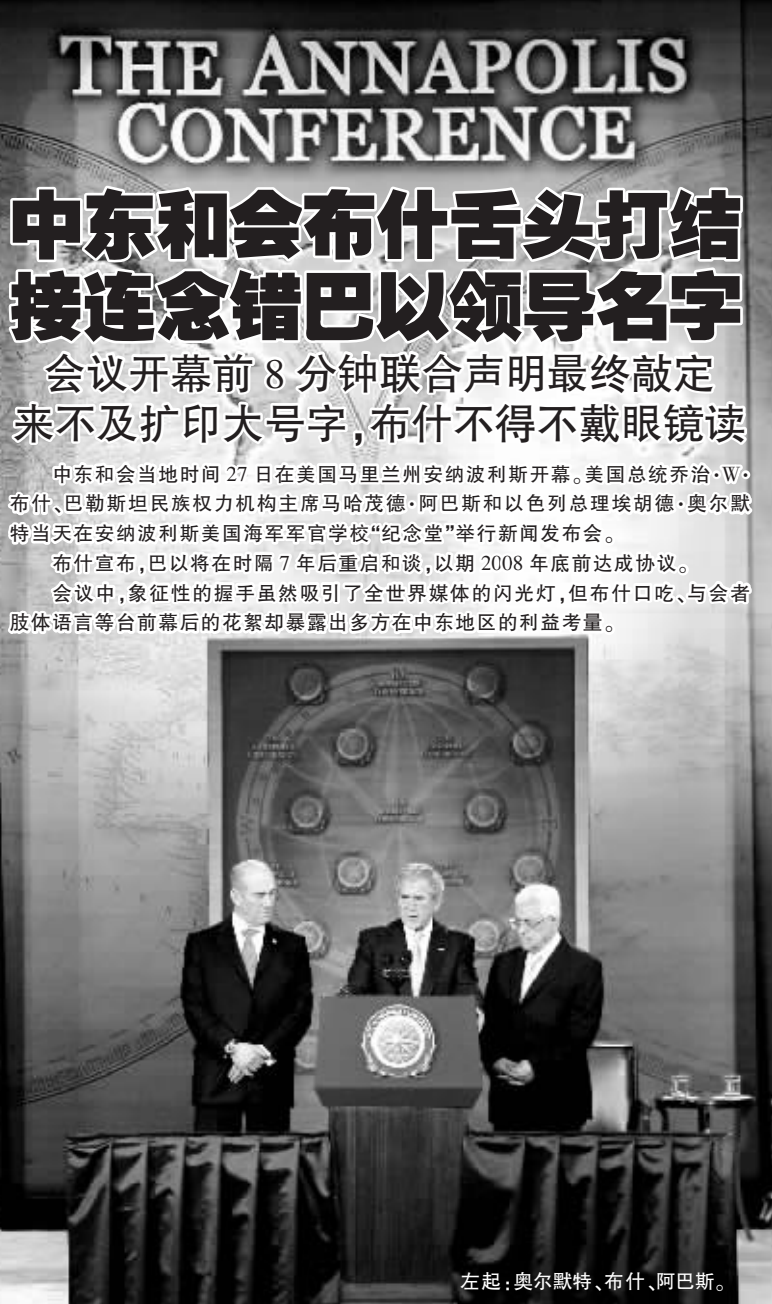 THE ANNAPOLIS
CONFERENCE
中东和会布什舌头打结
接连念错巴以领导名字
会议开幕前 8 分钟联合声明最终敲定
来不及扩印大号字,布什不得不戴眼镜读
中东和会当地时间 27 日在美国马里兰州安纳波利斯开幕。美国总统乔治·W·
布什、巴勒斯坦民族权力机构主席马哈茂德·阿巴斯和以色列总理埃胡德·奥尔默
特当天在安纳波利斯美国海军军官学校“纪念堂”举行新闻发布会。
布什宣布,巴以将在时隔 7 年后重启和谈,以期 2008 年底前达成协议。
会议中,象征性的握手虽然吸引了全世界媒体的闪光灯,但布什口吃、与会者
肢体语言等台前幕后的花絮却暴露出多方在中东地区的利益考量。
左起:奥尔默特、布什、阿巴斯。